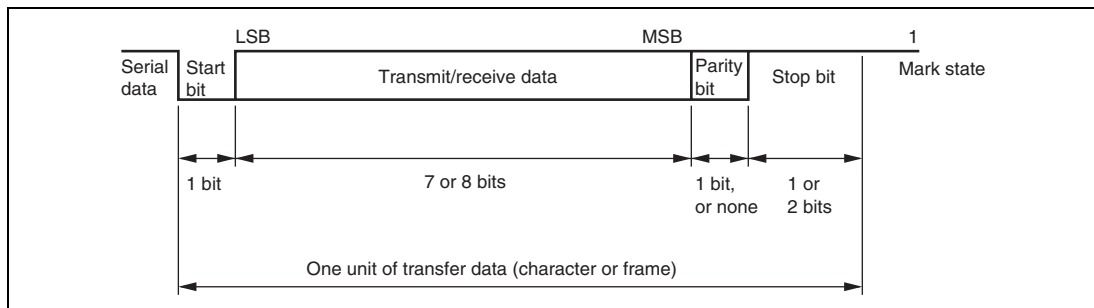 LSB
MSB
1
Serial
data
Start
bit
Transmit/receive data
Parity
bit
Stop bit
Mark state
1 bit
7 or 8 bits
1 bit,
or none
1 or
2 bits
One unit of transfer data (character or frame)